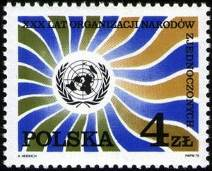 XXX LAT ORGANIZACJI NARODÓW ZJEDNOCZONYCH
POLSKA 4 ZŁ